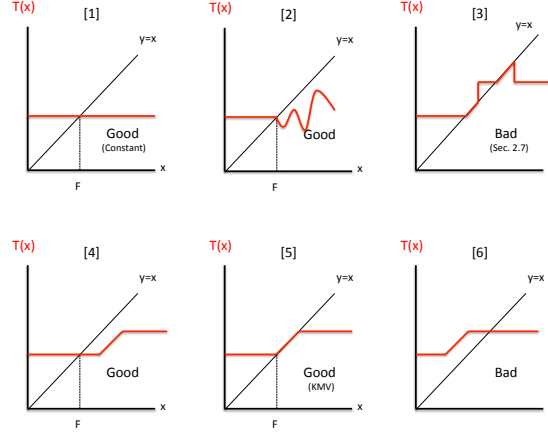 T(x) [1]
y=x
Good
(Constant)
x
F
[2]
T(x)
y=x
Good
F
[3]
T(x)
y=x
Bad
(Sec. 2.7)
T(x) [4]
y=x
Good
x
F
T(x) [5]
y=x
Good
(KMV)
x
F
T(x) [6]
y=x
Bad